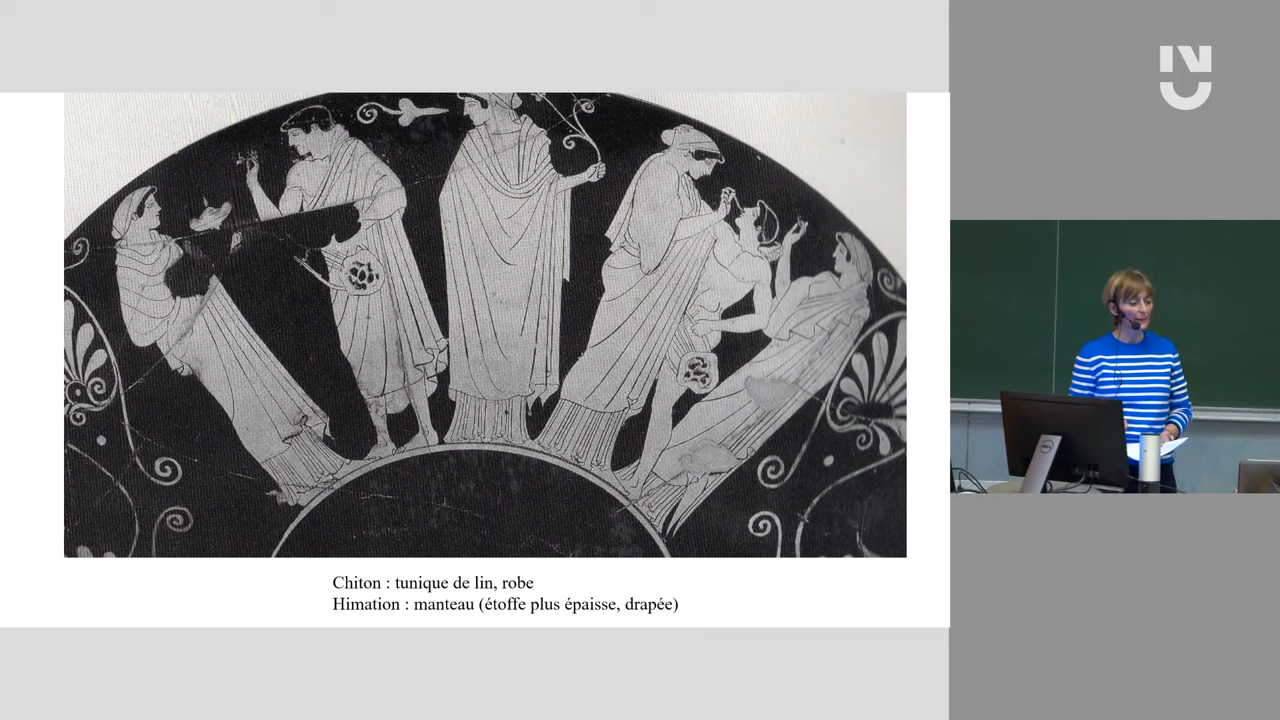 Chiton : tunique de lin, robe
Himation : manteau (étoffe plus épaisse, drapée)